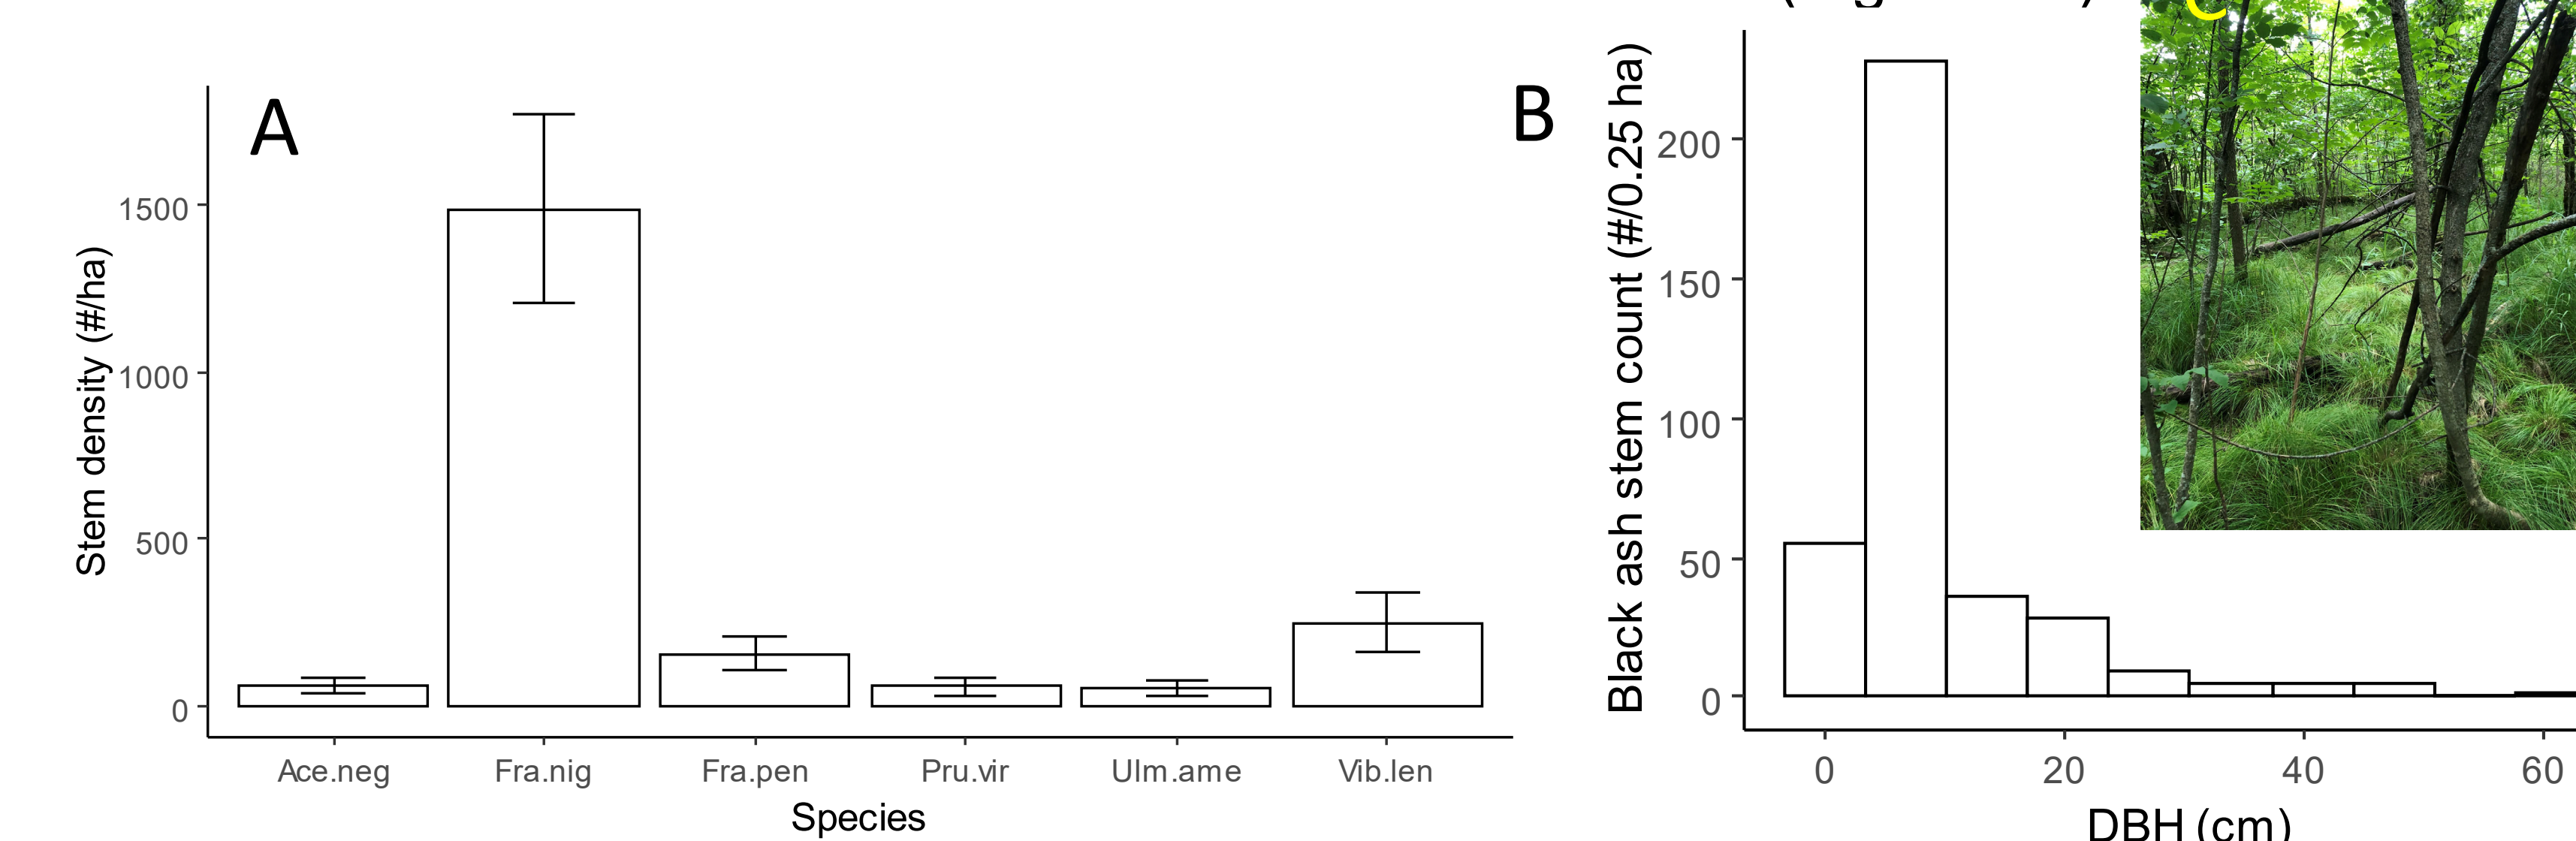 A
Stem density (#/ha)
1500
1000
500
0
Ace.neg
Fra.nig
Fra.pen
Pru.vir
Ulm.ame
Vib.len
Species
B
Black ash stem count (#/0.25 ha)
200
150
100
50
0
0
20
40
60
DBH (cm)
C